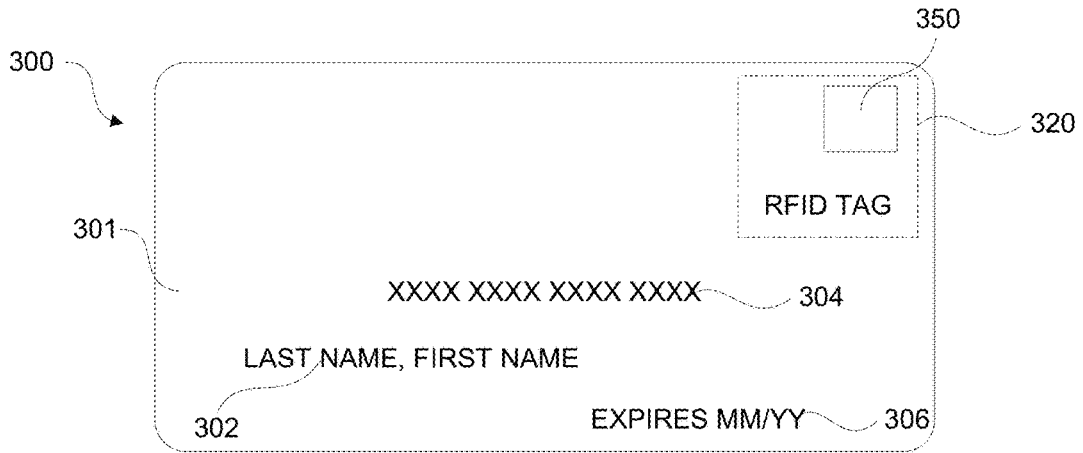 350
300
320
RFID TAG
301
XXXX XXXX XXXX XXXX 304
LAST NAME, FIRST NAME
EXPIRES MM/YY 306
302